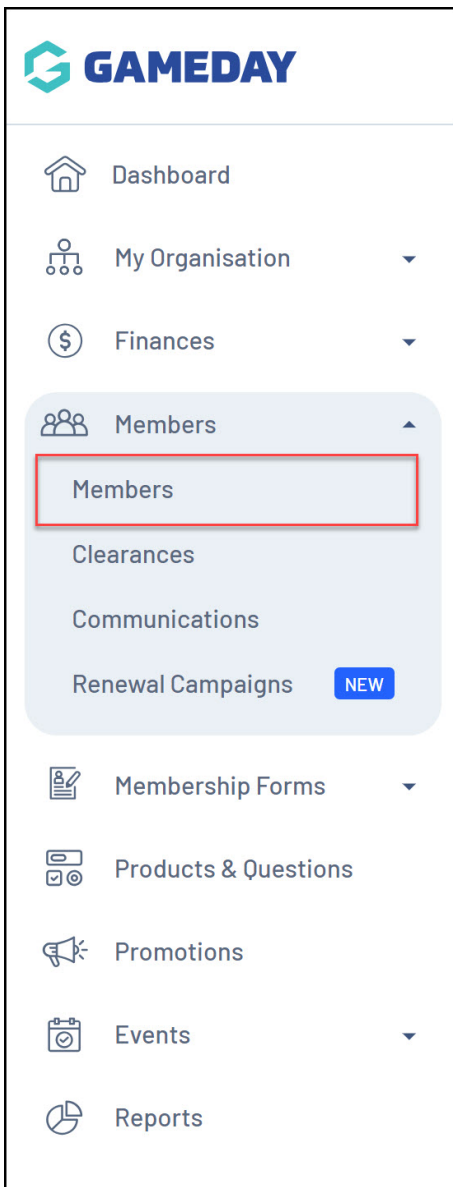 GAMEDAY
Dashboard
My Organisation
Finances
Members
Members
Clearances
Communications
Renewal Campaigns NEW
Membership Forms
Products & Questions
Promotions
Events
Reports